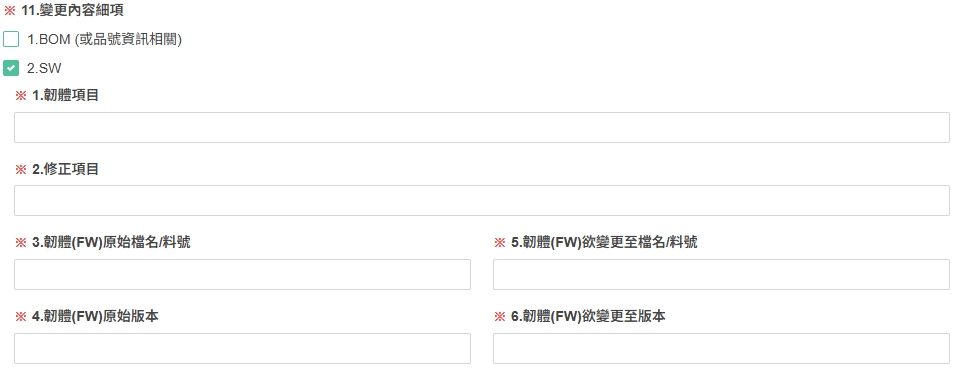 ※ 11.變更內容細項
1.BOM (或品號資訊相關)
2.SW
※ 1.韌體項目
※ 2.修正項目
※ 3.韌體(FW)原始檔名/料號
※ 5.韌體(FW)欲變更至檔名/料號
※ 4.韌體(FW)原始版本
※ 6.韌體(FW)欲變更至版本